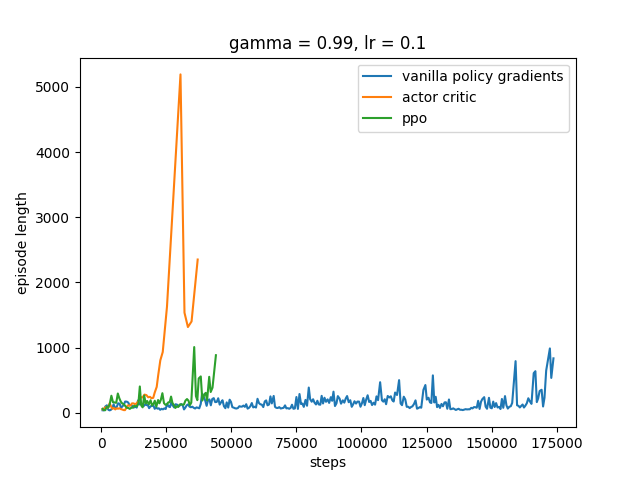 gamma = 0.99, lr = 0.1
vanilla policy gradients
actor critic
ppo
episode length
5000
4000
3000
2000
1000
0
0 25000 50000 75000 100000 125000 150000 175000
steps